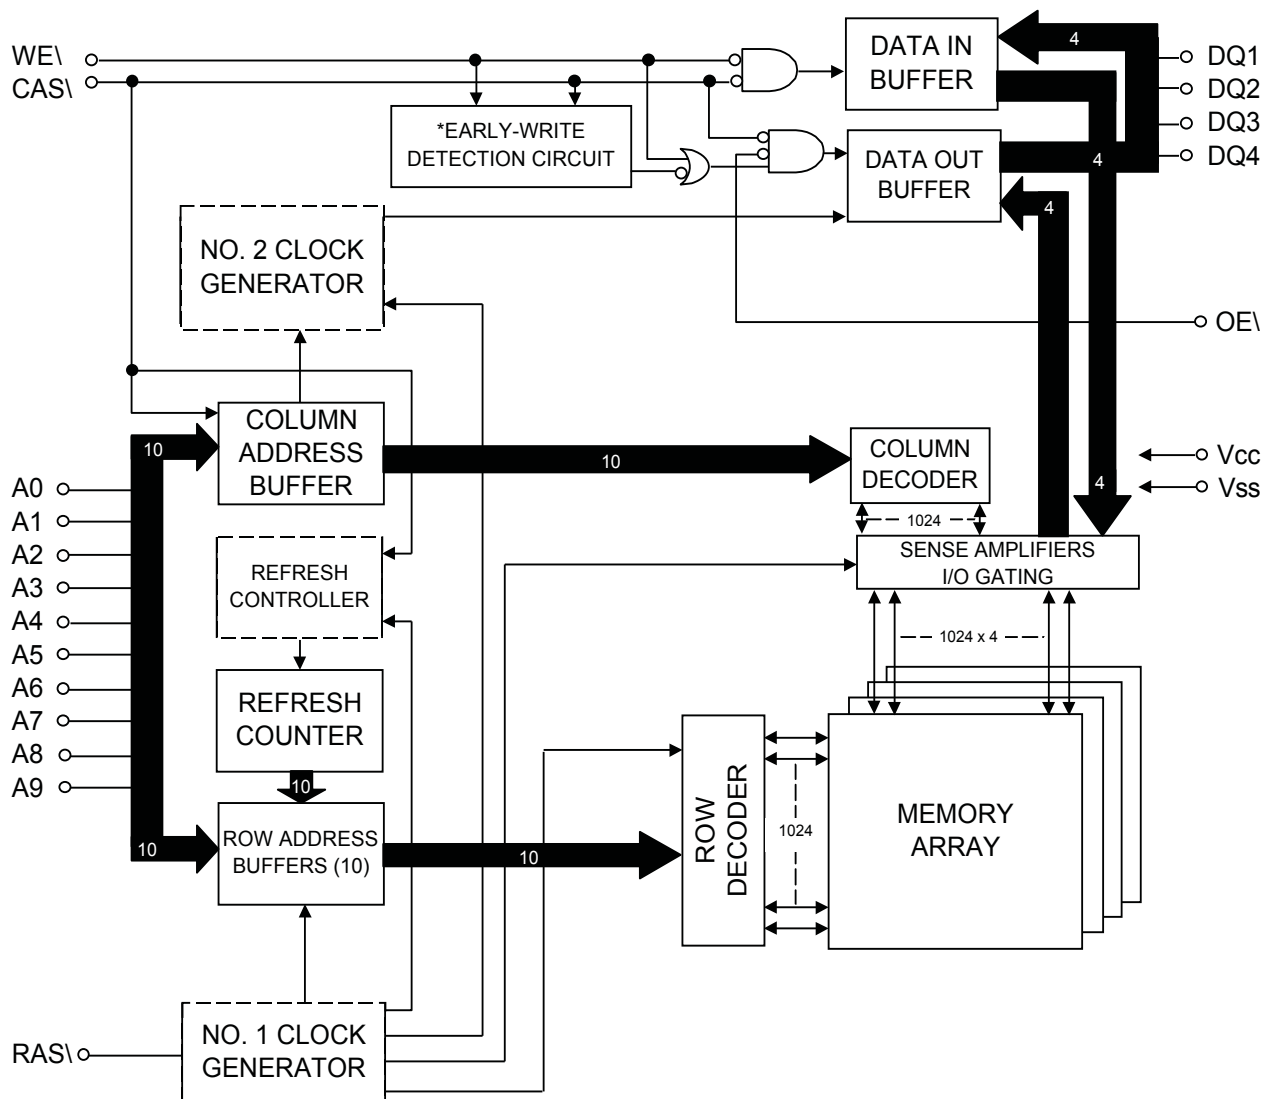 WE\
CAS\
*EARLY-WRITE
DETECTION CIRCUIT
DATA IN
BUFFER
4
4
DQ1
DQ2
DQ3
DQ4
DATA OUT
BUFFER
4
NO. 2 CLOCK
GENERATOR
OE\
COLUMN
ADDRESS
BUFFER
10
10
COLUMN
DECODER
4
Vcc
Vss
1024
SENSE AMPLIFIERS
I/O GATING
A0
A1
A2
A3
A4
A5
A6
A7
A8
A9
REFRESH
CONTROLLER
1024 x 4
REFRESH
COUNTER
10
10
ROW ADDRESS
BUFFERS (10)
10
ROW
DECODER
1024
MEMORY
ARRAY
RAS\
NO. 1 CLOCK
GENERATOR